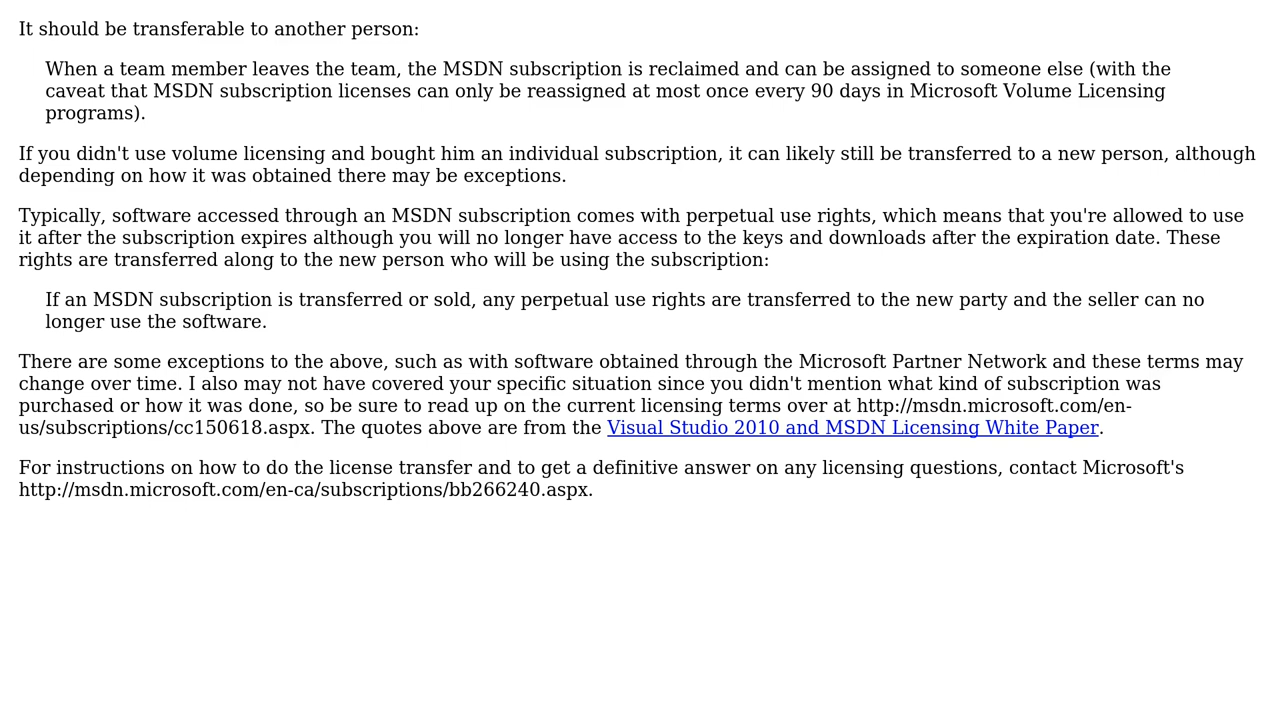 It should be transferable to another person:
When a team member leaves the team, the MSDN subscription is reclaimed and can be assigned to someone else (with the
caveat that MSDN subscription licenses can only be reassigned at most once every 90 days in Microsoft Volume Licensing
programs).
If you didn't use volume licensing and bought him an individual subscription, it can likely still be transferred to a new person, although
depending on how it was obtained there may be exceptions.
Typically, software accessed through an MSDN subscription comes with perpetual use rights, which means that you're allowed to use
it after the subscription expires although you will no longer have access to the keys and downloads after the expiration date. These
rights are transferred along to the new person who will be using the subscription:
If an MSDN subscription is transferred or sold, any perpetual use rights are transferred to the new party and the seller can no
longer use the software.
There are some exceptions to the above, such as with software obtained through the Microsoft Partner Network and these terms may
change over time. I also may not have covered your specific situation since you didn't mention what kind of subscription was
purchased or how it was done, so be sure to read up on the current licensing terms over at http://msdn.microsoft.com/en-
us/subscriptions/cc150618.aspx. The quotes above are from the Visual Studio 2010 and MSDN Licensing White Paper.
For instructions on how to do the license transfer and to get a definitive answer on any licensing questions, contact Microsoft's
http://msdn.microsoft.com/en-ca/subscriptions/bb266240.aspx.